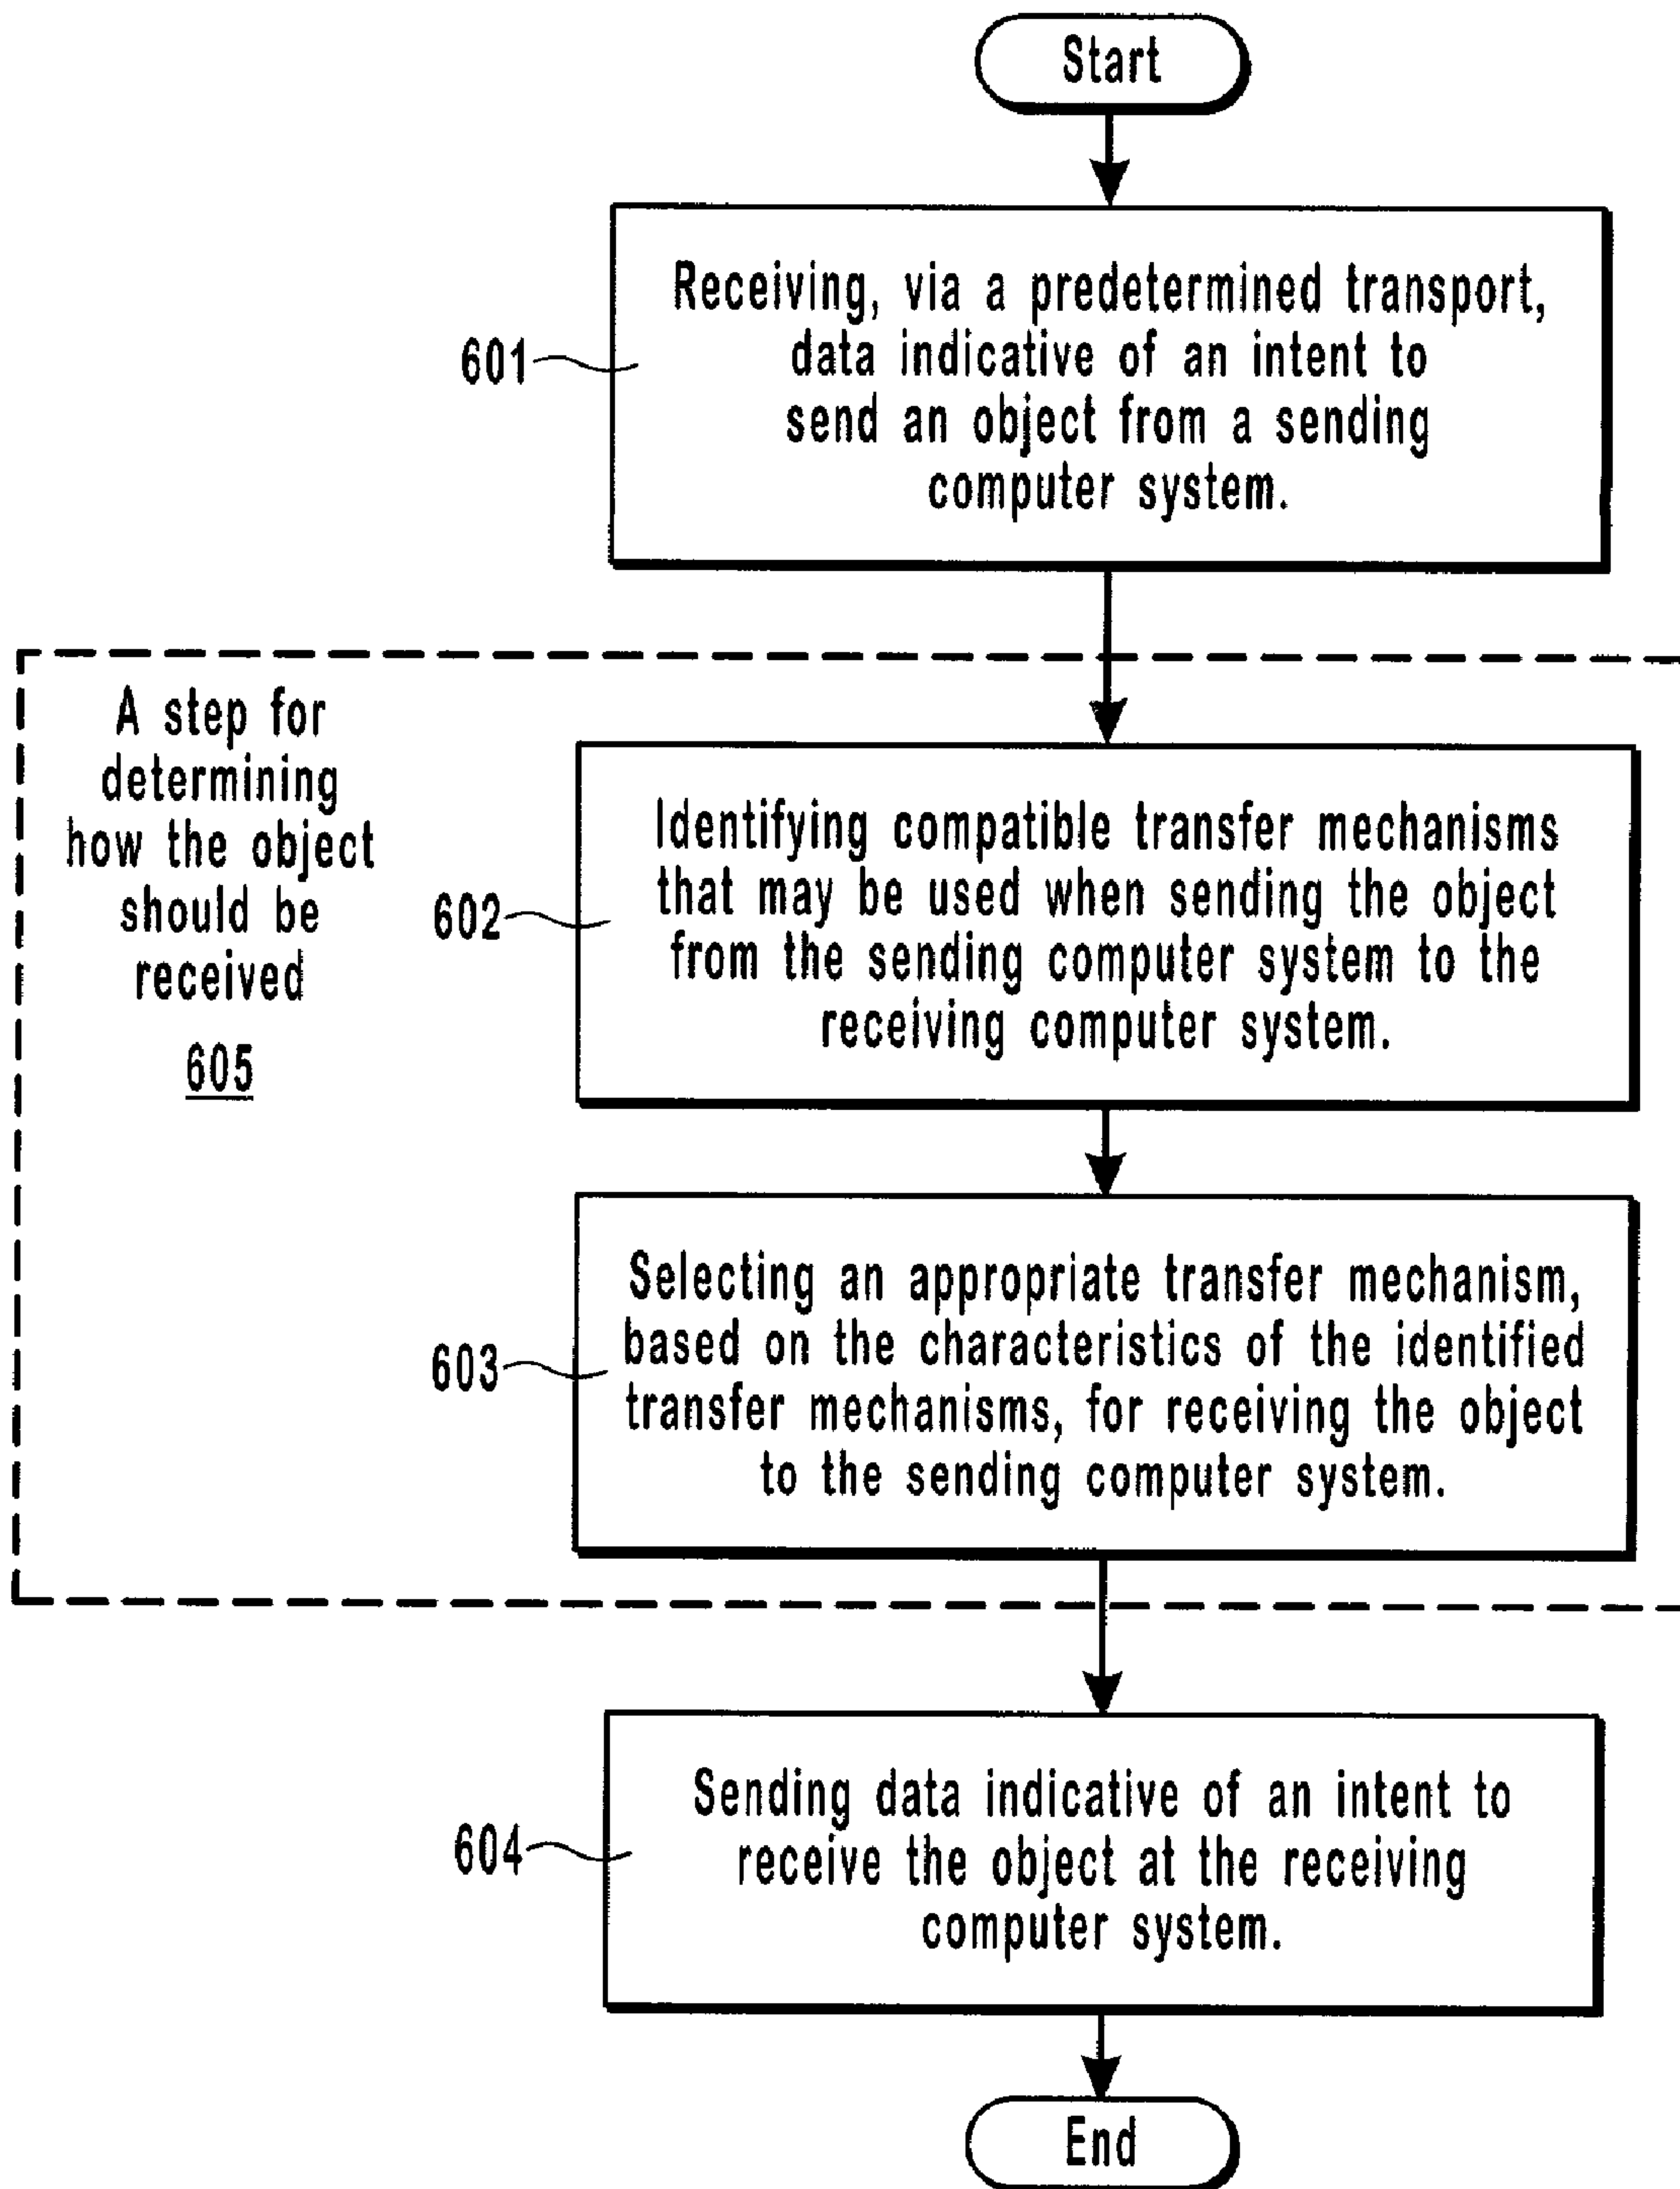 Start
601
Receiving, via a predetermined transport,
data indicative of an intent to
send an object from a sending
computer system.
A step for
determining
how the object
should be
received
605
602
Identifying compatible transfer mechanisms
that may be used when sending the object
from the sending computer system to the
receiving computer system.
603
Selecting an appropriate transfer mechanism,
based on the characteristics of the identified
transfer mechanisms, for receiving the object
to the sending computer system.
604
Sending data indicative of an intent to
receive the object at the receiving
computer system.
End